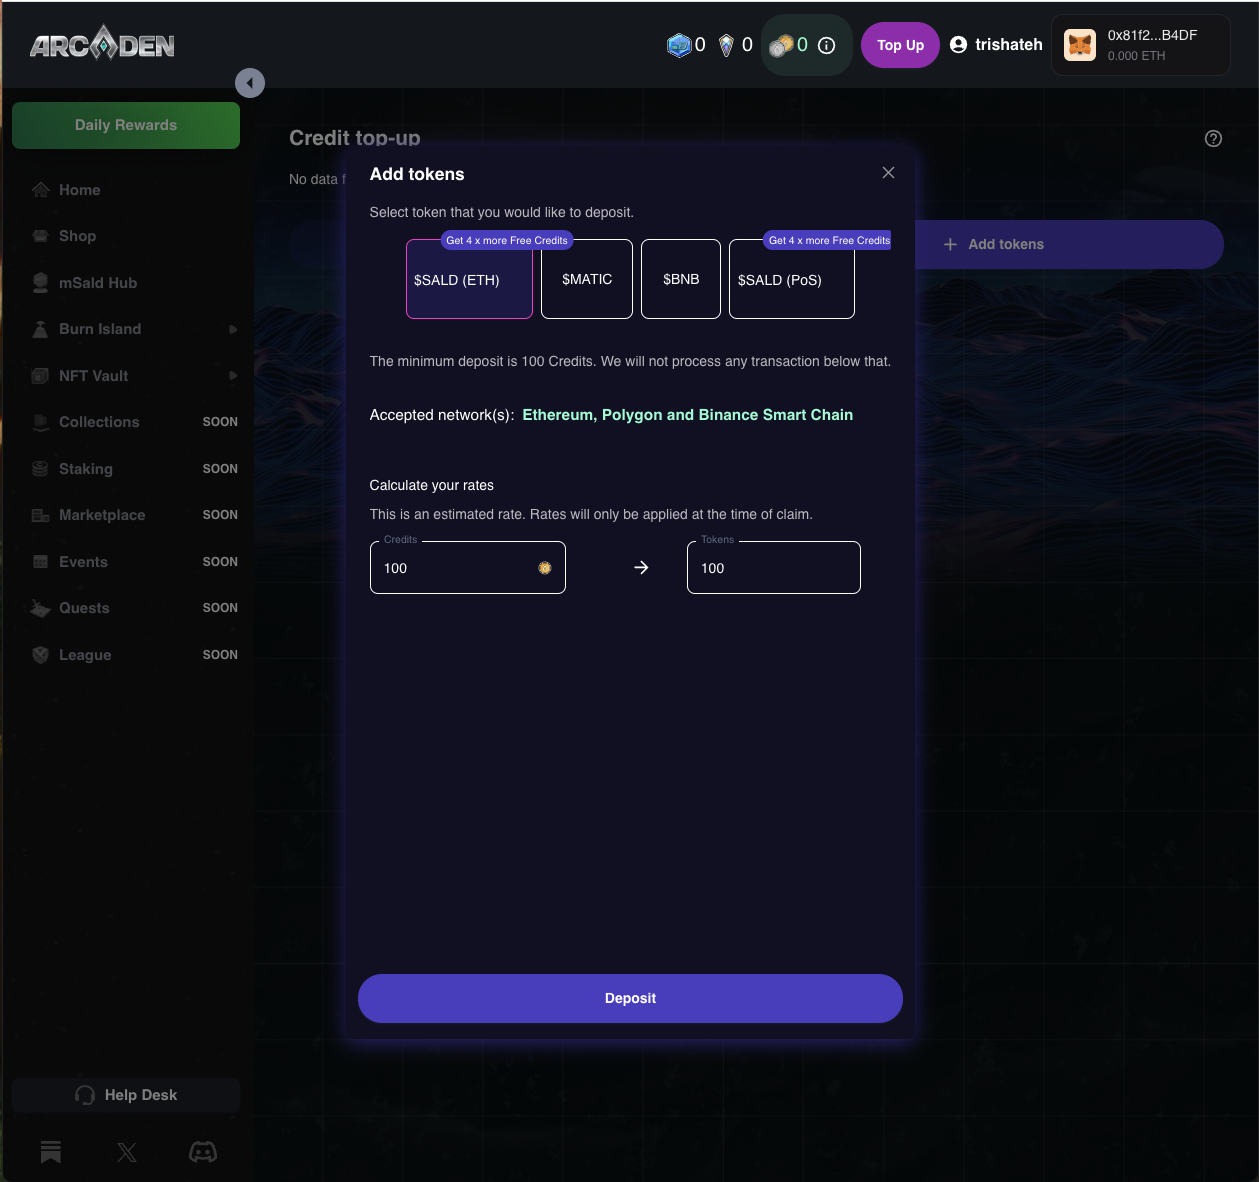 ARCADEN
0
0
0
Top Up
trishateh
0x81f2...B4DF
0.000 ETH
Daily Rewards
Home
Shop
mSald Hub
Burn Island
NFT Vault
Collections SOON
Staking SOON
Marketplace SOON
Events SOON
Quests SOON
League SOON
Help Desk
Credit top-up
No data f
Add tokens
Add tokens
Select token that you would like to deposit.
Get 4 x more Free Credits
$SALD (ETH)
$MATIC
$BNB
Get 4 x more Free Credits
$SALD (PoS)
The minimum deposit is 100 Credits. We will not process any transaction below that.
Accepted network(s): Ethereum, Polygon and Binance Smart Chain
Calculate your rates
This is an estimated rate. Rates will only be applied at the time of claim.
Credits
100
Tokens
100
Deposit